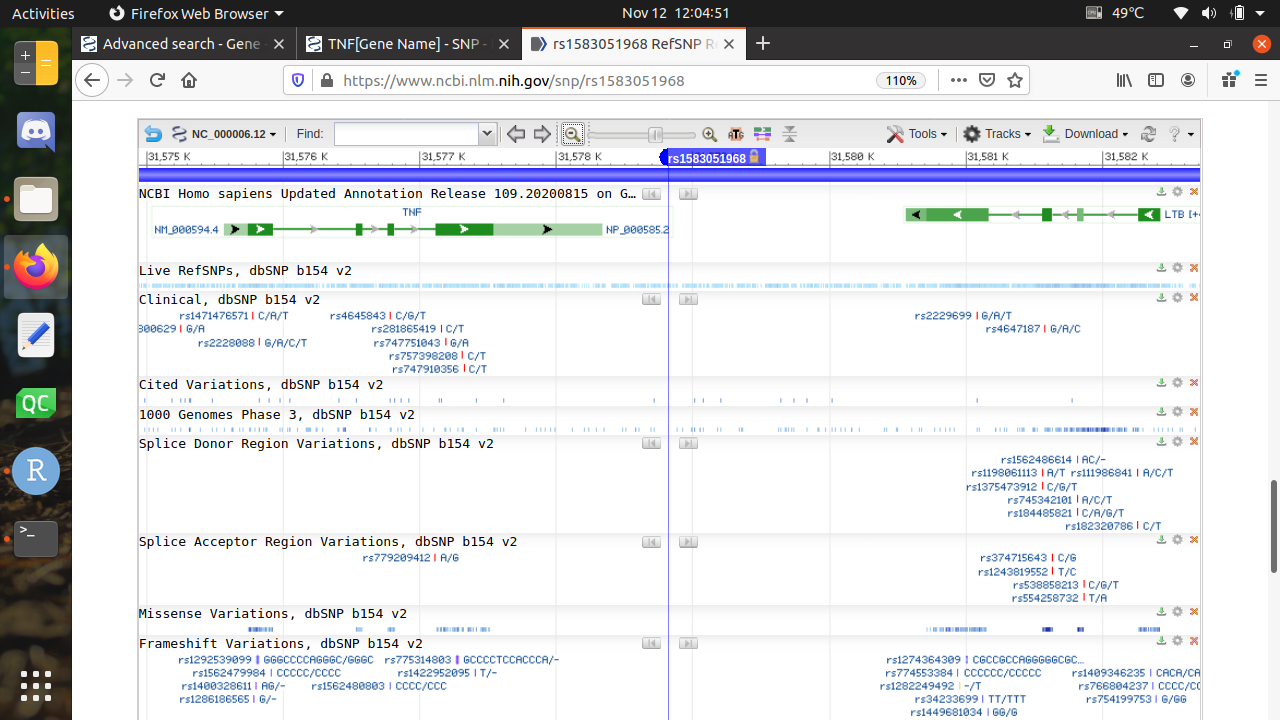 Activities Firefox Web Browser Nov 12 12:04:51 49°C
Advanced search - Gene TNF[Gene Name] - SNP - rs1583051968 RefSNP Re
https://www.ncbi.nlm.nih.gov/snp/rs1583051968 110%
NC_000006.12 Find: Tools Tracks Download ?
rs1583051968
31,575 K 31,576 K 31,577 K 31,578 K 31,580 K 31,581 K 31,582 K
NCBI Homo sapiens Updated Annotation Release 109.20200815 on G…
TNF
NM_000594.4 NP_000585.2 LTB [+
Live RefSNPs, dbSNP b154 v2
Clinical, dbSNP b154 v2
rs1471476571 C/A/T rs4645843 C/G/T rs2229699 G/A/T
800629 G/A rs281865419 C/T rs4647187 G/A/C
rs2228088 G/A/C/T rs747751043 G/A
rs757398208 C/T
rs747910356 C/T
Cited Variations, dbSNP b154 v2
1000 Genomes Phase 3, dbSNP b154 v2
Splice Donor Region Variations, dbSNP b154 v2
rs1562486614 AC/-
rs1198061113 A/T rs111986841 A/C/T
rs1375473912 C/G/T
rs745342101 A/C/T
rs184485821 C/A/G/T
rs182320786 C/T
Splice Acceptor Region Variations, dbSNP b154 v2
rs779209412 A/G rs374715643 C/G
rs1243819552 T/C
rs538858213 C/G/T
rs554258732 T/A
Missense Variations, dbSNP b154 v2
Frameshift Variations, dbSNP b154 v2
rs1292539099 GGGCCCCAGGGC/GGGC rs775314803 GCCCCTCCACCCA/- rs1274364309 CGCCGCCAGGGGGCGC…
rs1562479984 CCCCC/CCCC rs1422952095 T/- rs774553384 CCCCCC/CCCCC rs1409346235 CACA/CA
rs1400328611 AG/- rs1562480803 CCCC/CCC rs1282249492 -/T rs766804237 CCCC/CC
rs1286186565 G/- rs34233699 TT/TTT rs754199753 G/GG
rs1449681034 GG/G
QC
R